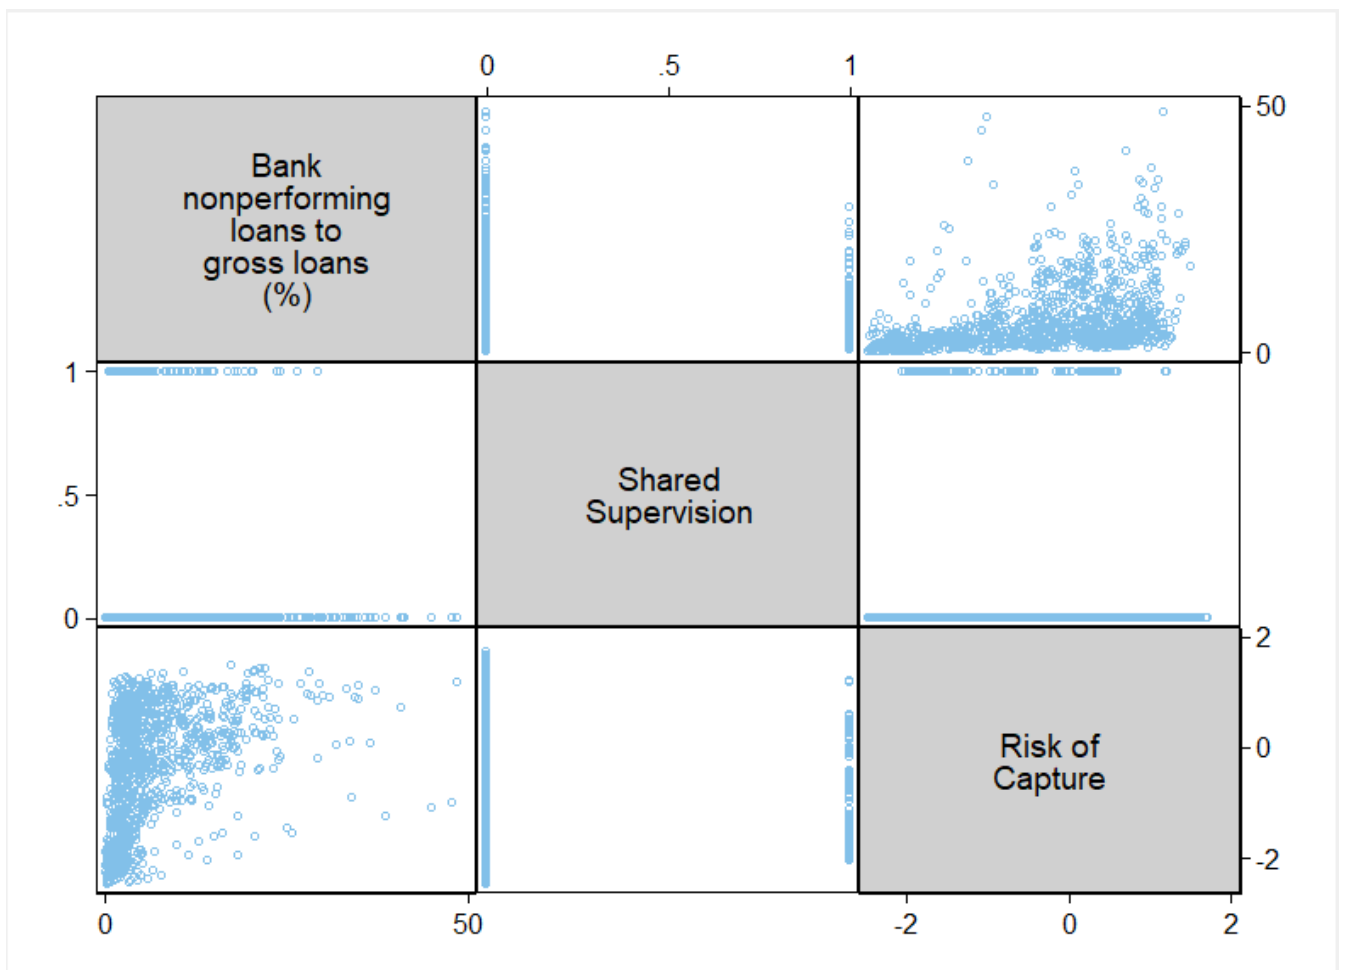 0 .5 1
Bank
nonperforming
loans to
gross loans
(%)
50
0
1
.5
0
Shared
Supervision
Risk of
Capture
2
0
-2
0 50 -2 0 2